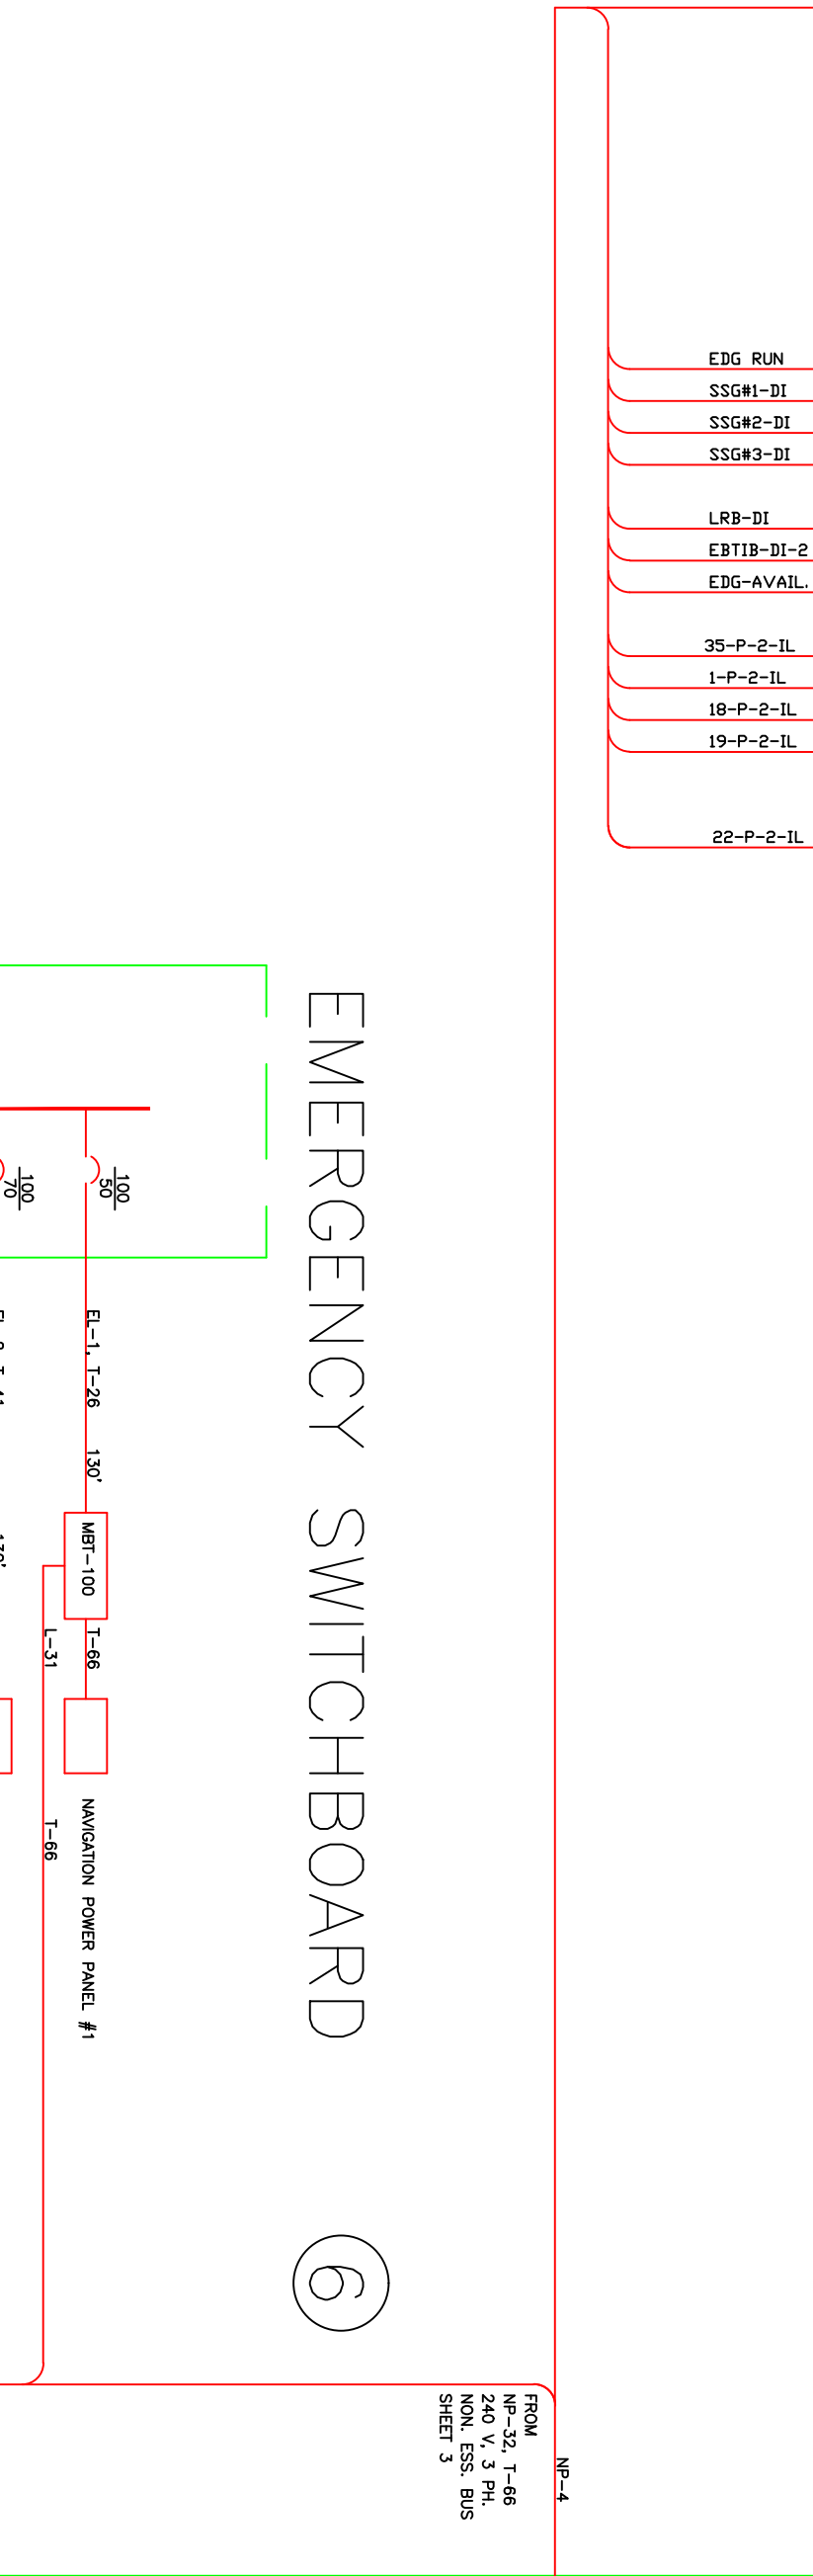 EDG RUN
SSG#1-DI
SSG#2-DI
SSG#3-DI
LRB-DI
EBTIB-DI-2
EDG-AVAIL.
35-P-2-IL
1-P-2-IL
18-P-2-IL
19-P-2-IL
22-P-2-IL
EMERGENCY SWITCHBOARD
6
100
50
100
70
EL-1, T-26
130'
MBT-100
T-66
NAVIGATION POWER PANEL #1
L-31
T-66
FROM
NP-32, T-66
240 V, 3 PH.
NON. ESS. BUS
SHEET 3
NP-4